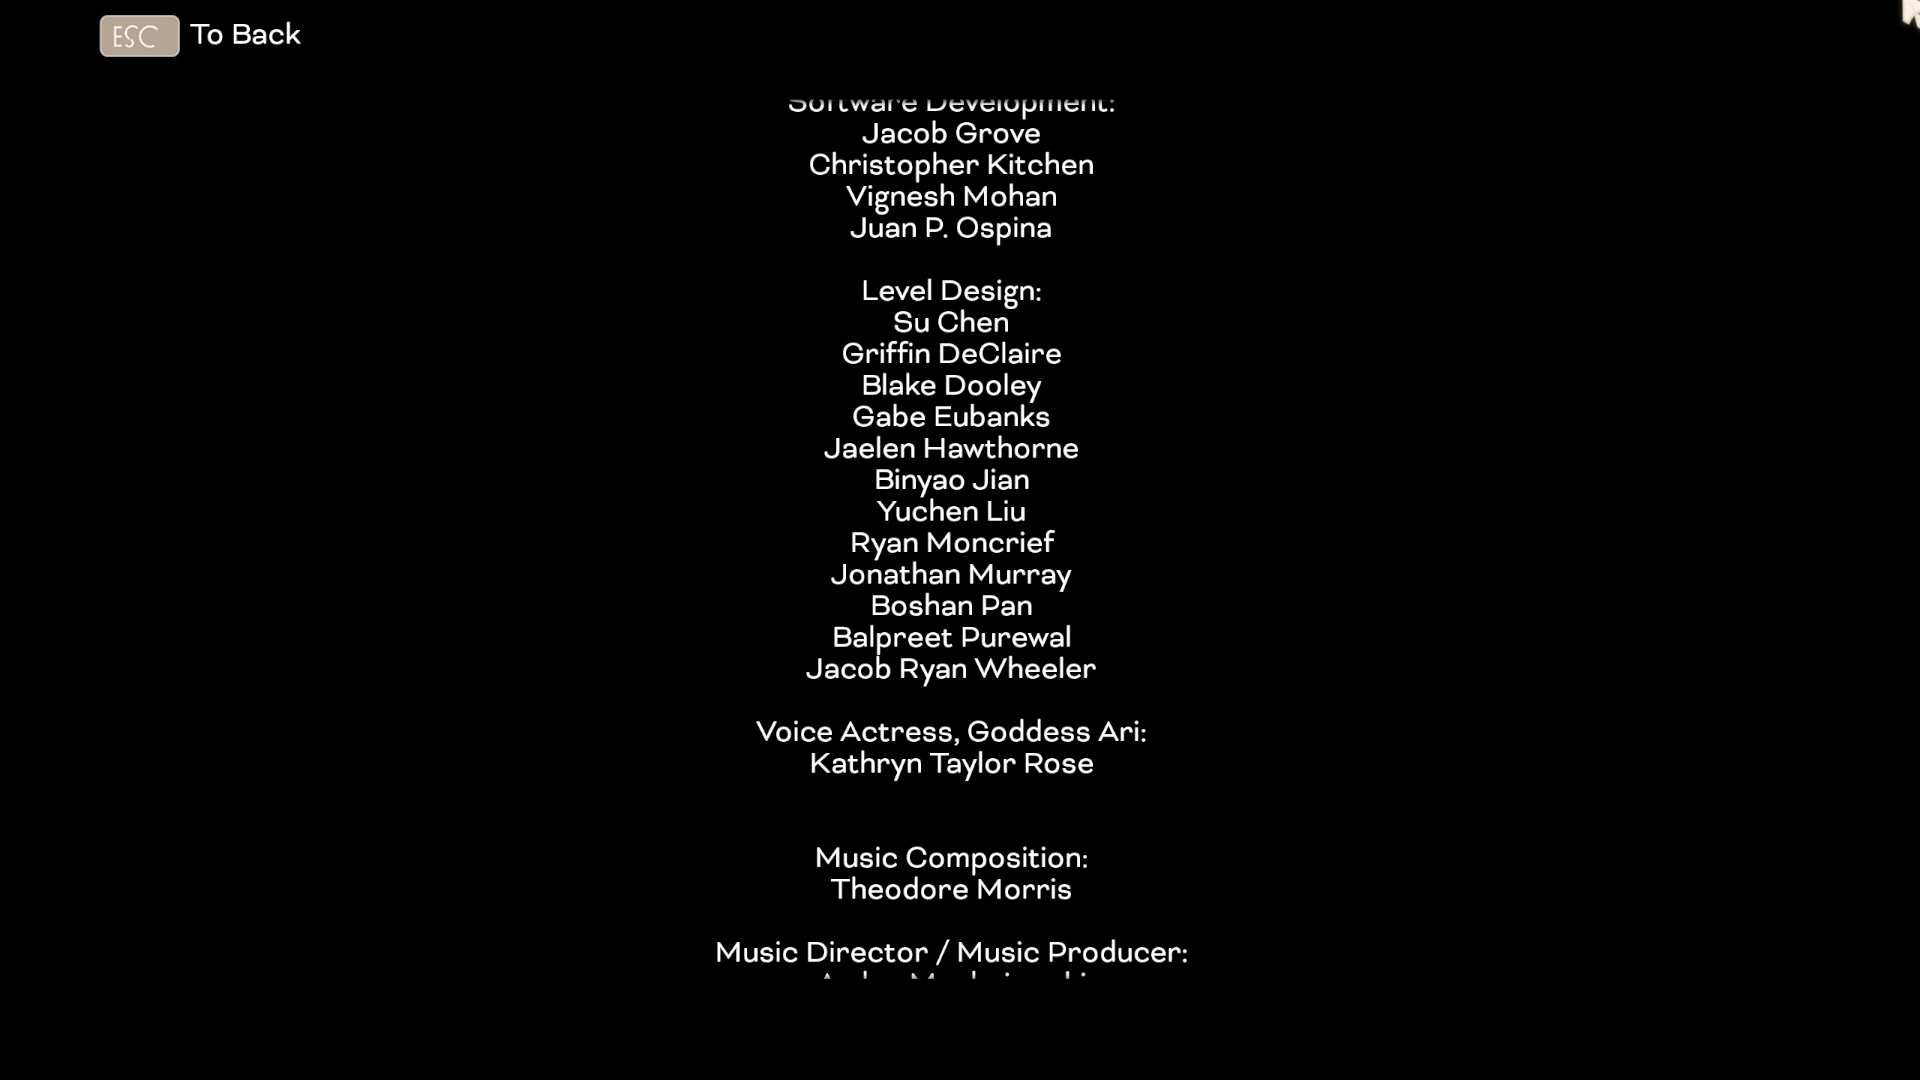 ESC To Back
Software Development:
Jacob Grove
Christopher Kitchen
Vignesh Mohan
Juan P. Ospina
Level Design:
Su Chen
Griffin DeClaire
Blake Dooley
Gabe Eubanks
Jaelen Hawthorne
Binyao Jian
Yuchen Liu
Ryan Moncrief
Jonathan Murray
Boshan Pan
Balpreet Purewal
Jacob Ryan Wheeler
Voice Actress, Goddess Ari:
Kathryn Taylor Rose
Music Composition:
Theodore Morris
Music Director / Music Producer: